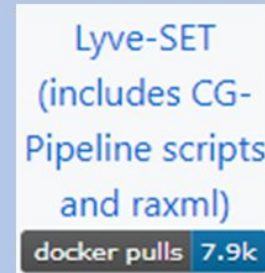 Lyve-SET
(includes CG-
Pipeline scripts
and raxml)
docker pulls 7.9k